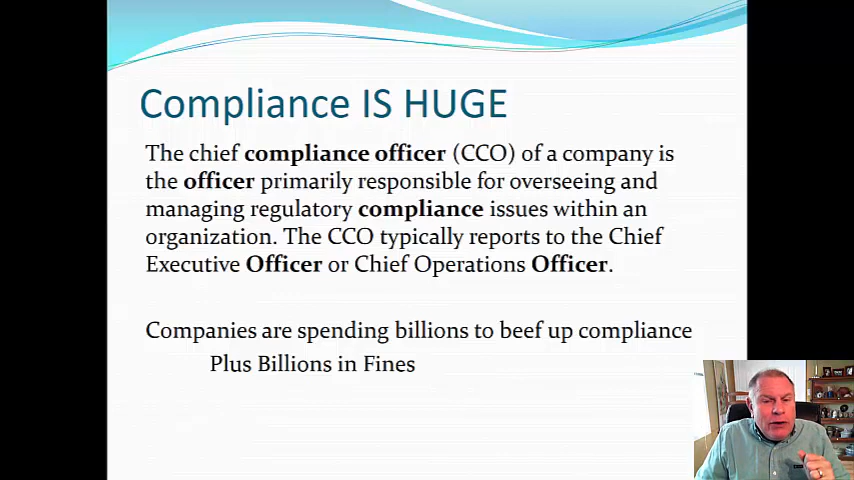 Compliance IS HUGE
The chief compliance officer (CCO) of a company is
the officer primarily responsible for overseeing and
managing regulatory compliance issues within an
organization. The CCO typically reports to the Chief
Executive Officer or Chief Operations Officer.
Companies are spending billions to beef up compliance
Plus Billions in Fines